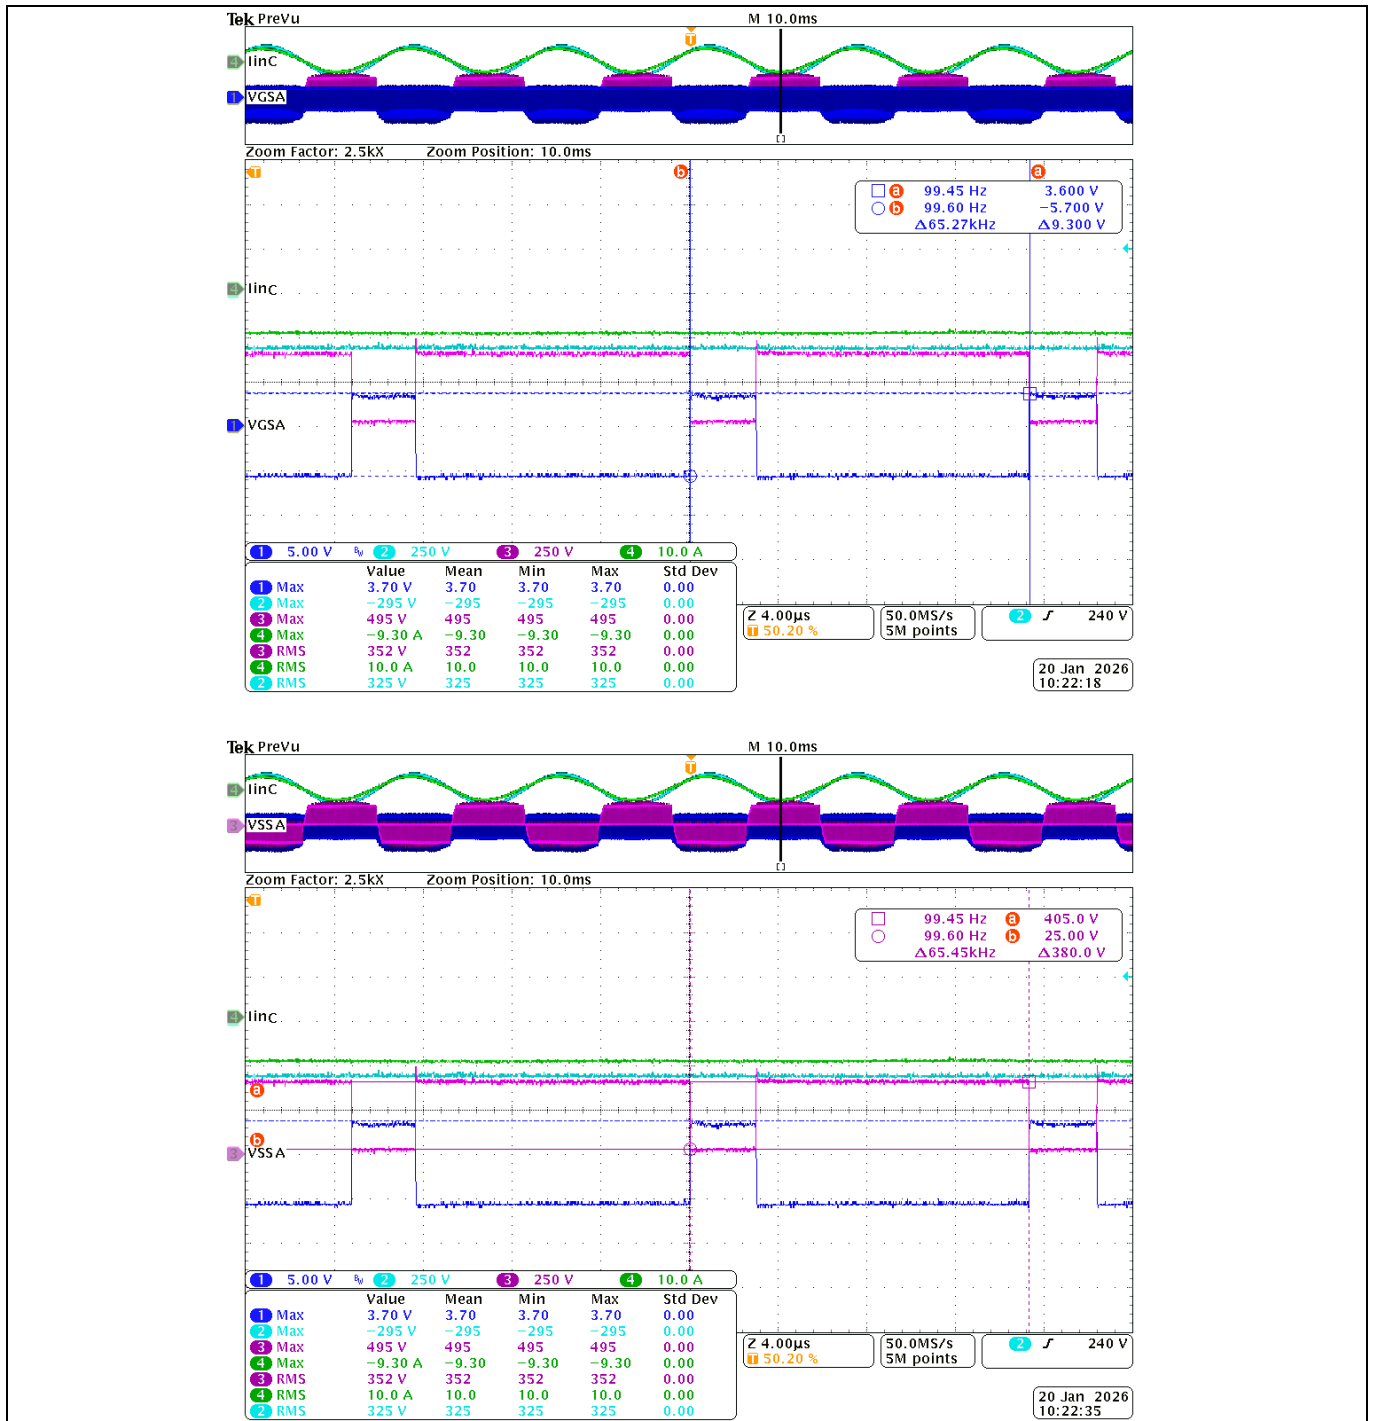 Tek PreVu M 10.0ms
T
4 IinC
1 VGSA
Zoom Factor: 2.5kX Zoom Position: 10.0ms
T b a
a 99.45 Hz 3.600 V
b 99.60 Hz −5.700 V
Δ65.27kHz Δ9.300 V
4 IinC
1 VGSA
1 5.00 V BW 2 250 V 3 250 V 4 10.0 A
Value Mean Min Max Std Dev
1 Max 3.70 V 3.70 3.70 3.70 0.00
2 Max −295 V −295 −295 −295 0.00
3 Max 495 V 495 495 495 0.00
4 Max −9.30 A −9.30 −9.30 −9.30 0.00
3 RMS 352 V 352 352 352 0.00
4 RMS 10.0 A 10.0 10.0 10.0 0.00
2 RMS 325 V 325 325 325 0.00
Z 4.00µs
T 50.20 %
50.0MS/s
5M points
2 240 V
20 Jan 2026
10:22:18
Tek PreVu M 10.0ms
T
4 IinC
3 VSSA
Zoom Factor: 2.5kX Zoom Position: 10.0ms
T
99.45 Hz a 405.0 V
99.60 Hz b 25.00 V
Δ65.45kHz Δ380.0 V
4 IinC
a
b
3 VSSA
1 5.00 V BW 2 250 V 3 250 V 4 10.0 A
Value Mean Min Max Std Dev
1 Max 3.70 V 3.70 3.70 3.70 0.00
2 Max −295 V −295 −295 −295 0.00
3 Max 495 V 495 495 495 0.00
4 Max −9.30 A −9.30 −9.30 −9.30 0.00
3 RMS 352 V 352 352 352 0.00
4 RMS 10.0 A 10.0 10.0 10.0 0.00
2 RMS 325 V 325 325 325 0.00
Z 4.00µs
T 50.20 %
50.0MS/s
5M points
2 240 V
20 Jan 2026
10:22:35